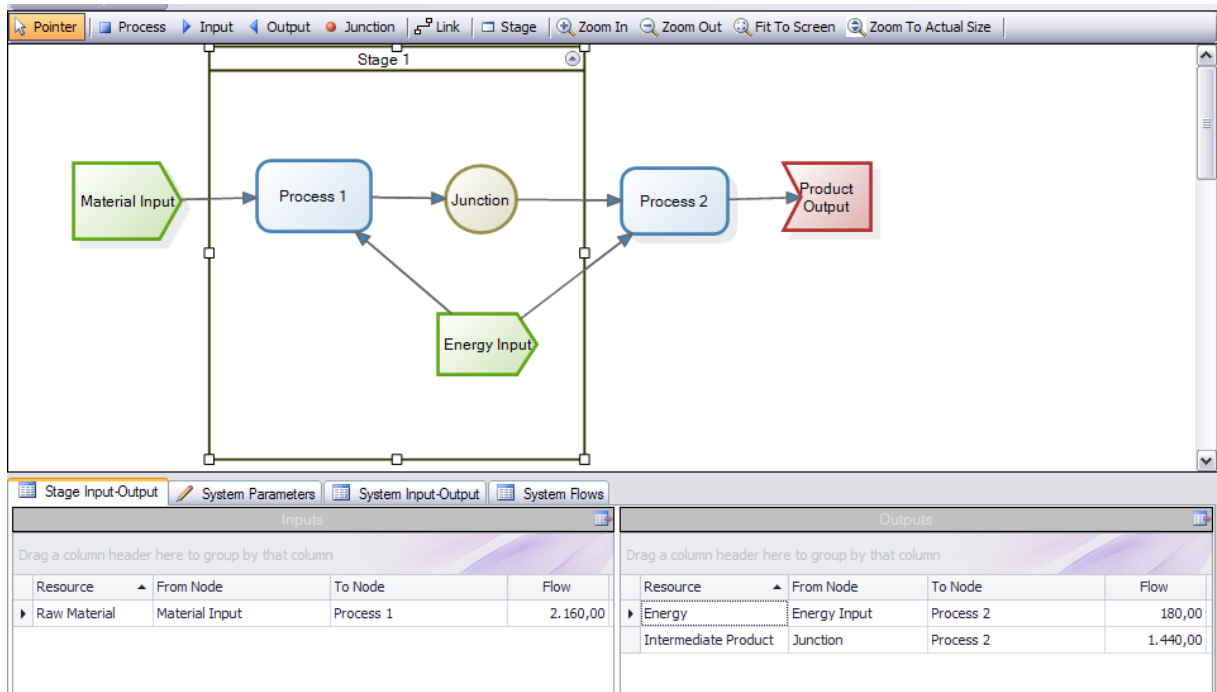 Pointer Process Input Output Junction Link Stage Zoom In Zoom Out Fit To Screen Zoom To Actual Size
Stage 1
Material Input
Process 1
Junction
Process 2
Product
Output
Energy Input
Stage Input-Output System Parameters System Input-Output System Flows
Inputs
Drag a column header here to group by that column
Resource From Node To Node Flow
Raw Material Material Input Process 1 2.160,00
Outputs
Drag a column header here to group by that column
Resource From Node To Node Flow
Energy Energy Input Process 2 180,00
Intermediate Product Junction Process 2 1.440,00